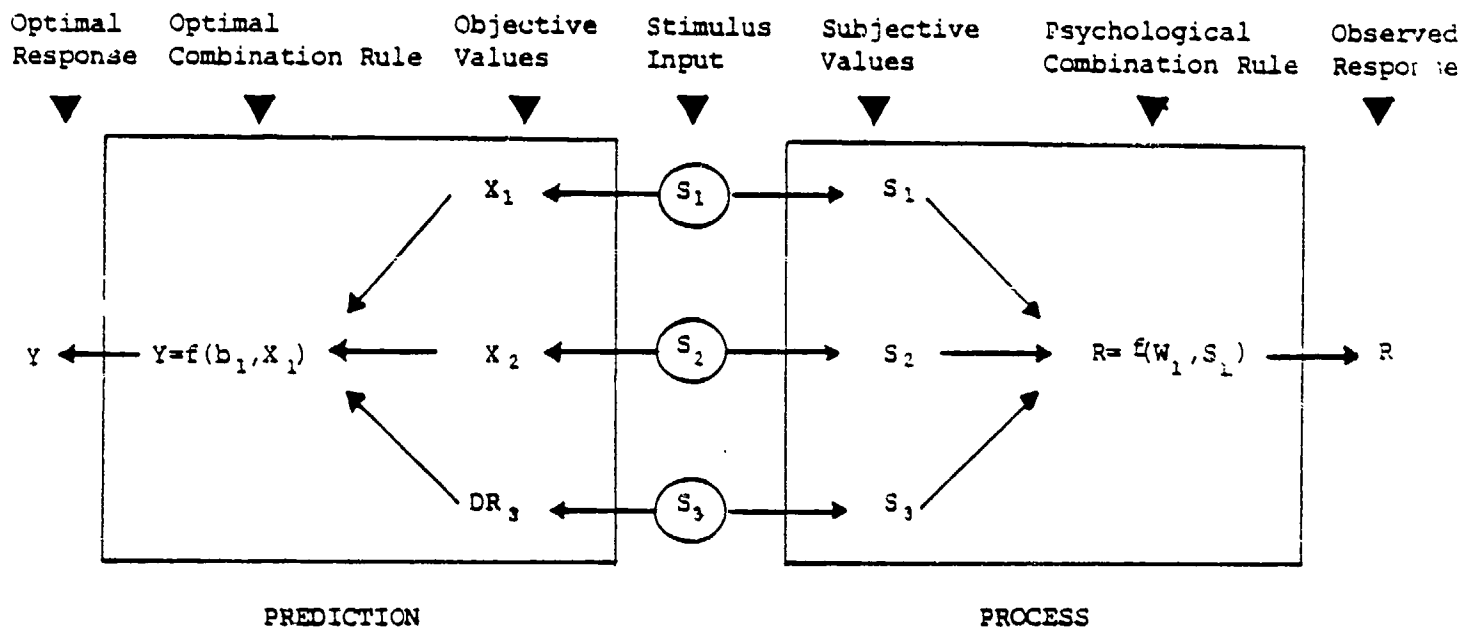 Optimal Response
Optimal Combination Rule
Objective Values
Stimulus Input
Subjective Values
Psychological Combination Rule
Observed
X₁
S₁
S₁
Y
Y=f(b₁,X₁)
X₂
S₂
S₂
R= f(W₁,S₁)
R
DR₃
S₃
S₃
PREDICTION
PROCESS